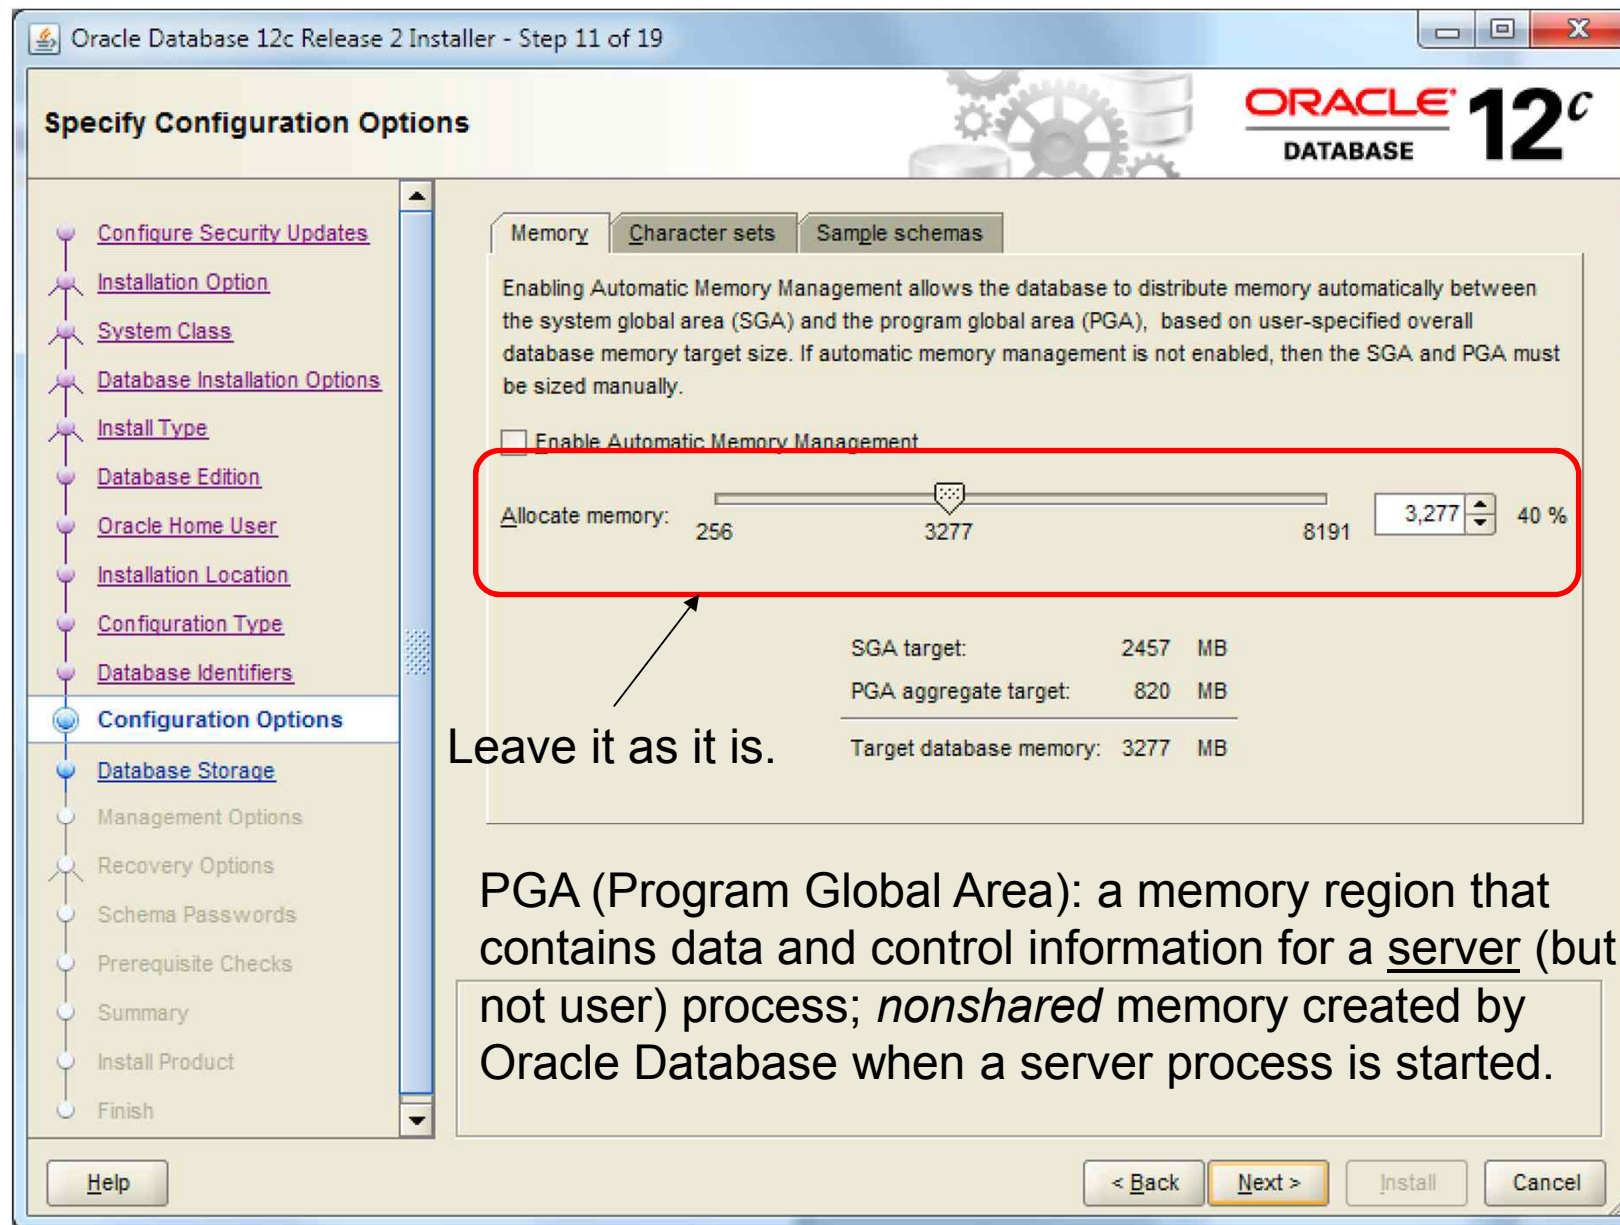 Oracle Database 12c Release 2 Installer - Step 11 of 19
Specify Configuration Options
ORACLE 12c
DATABASE
Configure Security Updates
Installation Option
System Class
Database Installation Options
Install Type
Database Edition
Oracle Home User
Installation Location
Configuration Type
Database Identifiers
Configuration Options
Database Storage
Management Options
Recovery Options
Schema Passwords
Prerequisite Checks
Summary
Install Product
Finish
Memory Character sets Sample schemas
Enabling Automatic Memory Management allows the database to distribute memory automatically between
the system global area (SGA) and the program global area (PGA), based on user-specified overall
database memory target size. If automatic memory management is not enabled, then the SGA and PGA must
be sized manually.
Enable Automatic Memory Management
Allocate memory: 256 3277 8191 3,277 40 %
SGA target: 2457 MB
PGA aggregate target: 820 MB
Target database memory: 3277 MB
Leave it as it is.
PGA (Program Global Area): a memory region that
contains data and control information for a server (but
not user) process; nonshared memory created by
Oracle Database when a server process is started.
Help < Back Next > Install Cancel